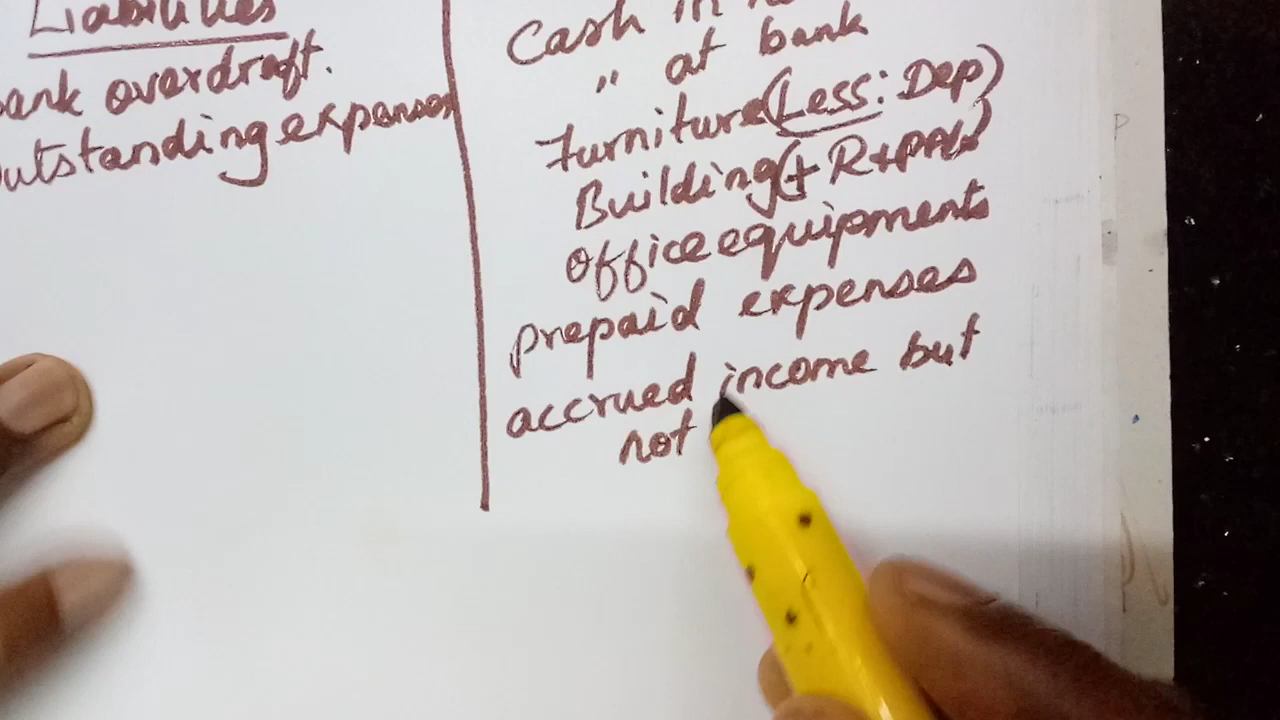 Liabilities
bank overdraft.
outstanding expenses
Cash in
" at bank
Furniture (Less: Dep)
Building (+ R
office equipments
prepaid expenses
accrued income but
not